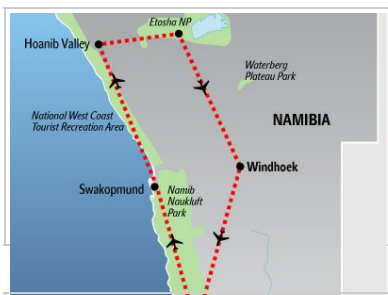 Etosha NP
Hoanib Valley
Waterberg
Plateau Park
National West Coast
Tourist Recreation Area
NAMIBIA
Windhoek
Swakopmund
Namib
Naukluft
Park